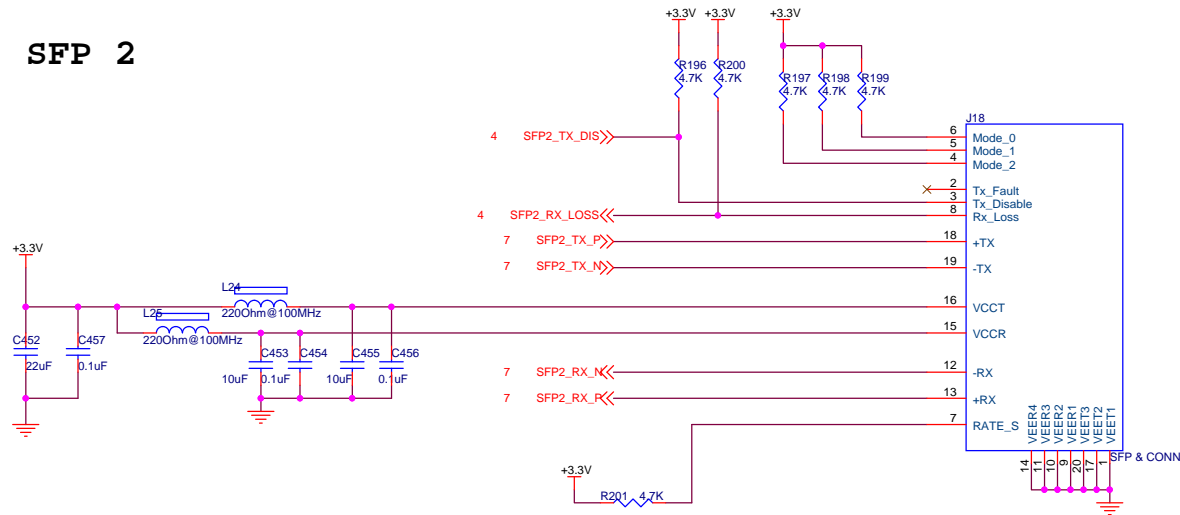 SFP 2
+3.3V +3.3V +3.3V
R196 R200
4.7K 4.7K
R197 R198 R199
4.7K 4.7K 4.7K
J18
4 SFP2_TX_DIS
6 Mode_0
5 Mode_1
4 Mode_2
2 Tx_Fault
3 Tx_Disable
4 SFP2_RX_LOSS
8 Rx_Loss
7 SFP2_TX_P
18 +TX
7 SFP2_TX_N
19 -TX
+3.3V
L24
220Ohm@100MHz
16 VCCT
L25
220Ohm@100MHz
15 VCCR
C452 C457 C453 C454 C455 C456
22uF 0.1uF 10uF 0.1uF 10uF 0.1uF
7 SFP2_RX_N
12 -RX
7 SFP2_RX_P
13 +RX
7 RATE_S
VEER4 VEER3 VEER2 VEER1 VEET3 VEET2 VEET1
14 11 10 9 20 17 1
SFP & CONN
+3.3V
R201 4.7K